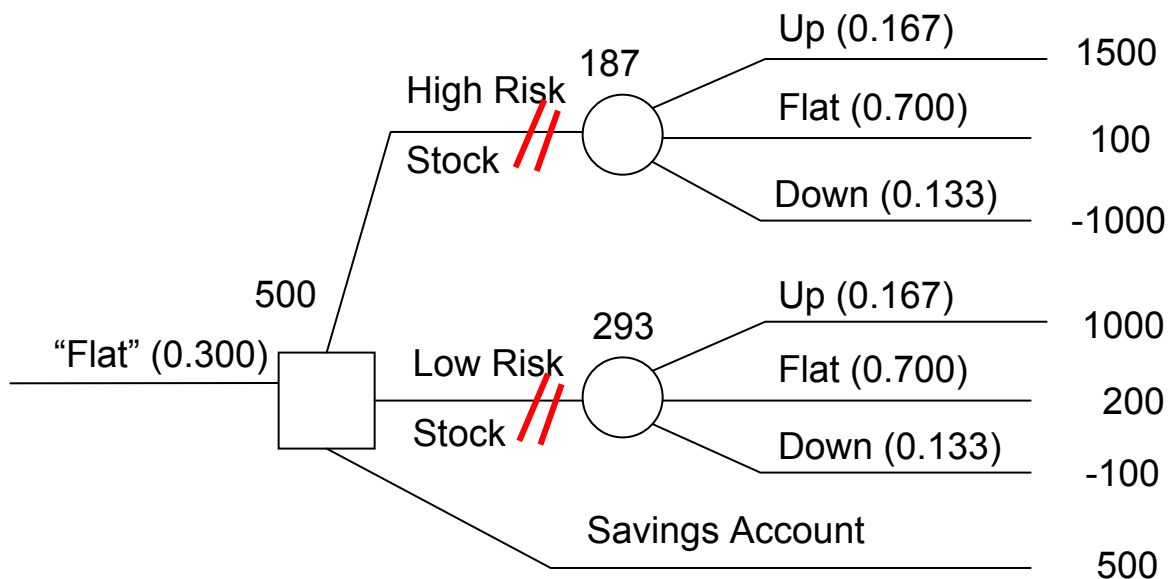 Up (0.167)
1500
187
High Risk
Flat (0.700)
100
Stock
Down (0.133)
-1000
500
Up (0.167)
1000
293
“Flat” (0.300)
Low Risk
Flat (0.700)
200
Stock
Down (0.133)
-100
Savings Account
500